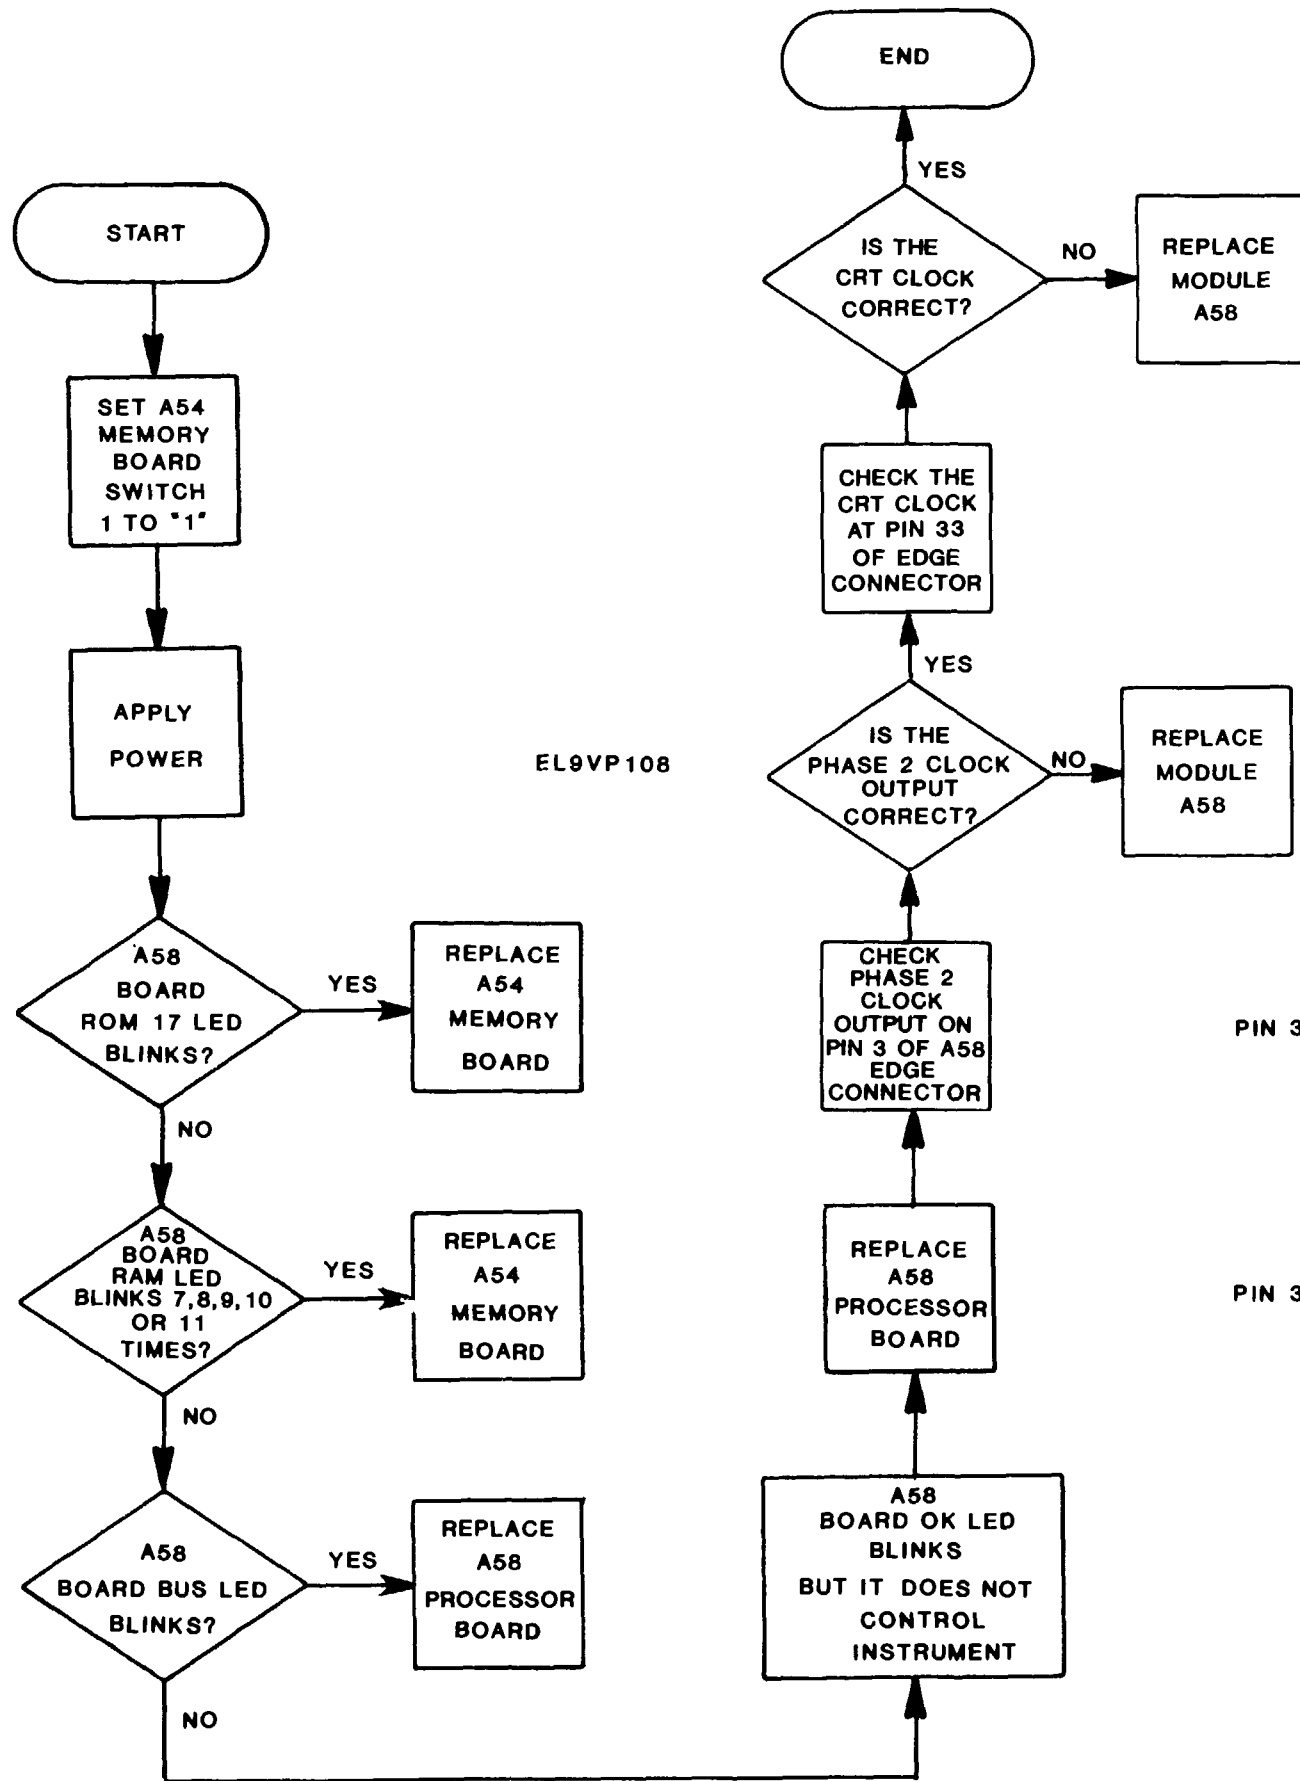 START
SET A54
MEMORY
BOARD
SWITCH
1 TO "1"
APPLY
POWER
A58
BOARD
ROM 17 LED
BLINKS?
YES
REPLACE
A54
MEMORY
BOARD
NO
A58
BOARD
RAM LED
BLINKS 7,8,9,10
OR 11
TIMES?
YES
REPLACE
A54
MEMORY
BOARD
NO
A58
BOARD BUS LED
BLINKS?
YES
REPLACE
A58
PROCESSOR
BOARD
NO
EL9VP108
A58
BOARD OK LED
BLINKS
BUT IT DOES NOT
CONTROL
INSTRUMENT
REPLACE
A58
PROCESSOR
BOARD
CHECK
PHASE 2
CLOCK
OUTPUT ON
PIN 3 OF A58
EDGE
CONNECTOR
IS THE
PHASE 2 CLOCK
OUTPUT
CORRECT?
NO
REPLACE
MODULE
A58
YES
CHECK THE
CRT CLOCK
AT PIN 33
OF EDGE
CONNECTOR
IS THE
CRT CLOCK
CORRECT?
NO
REPLACE
MODULE
A58
YES
END
PIN 3
PIN 3